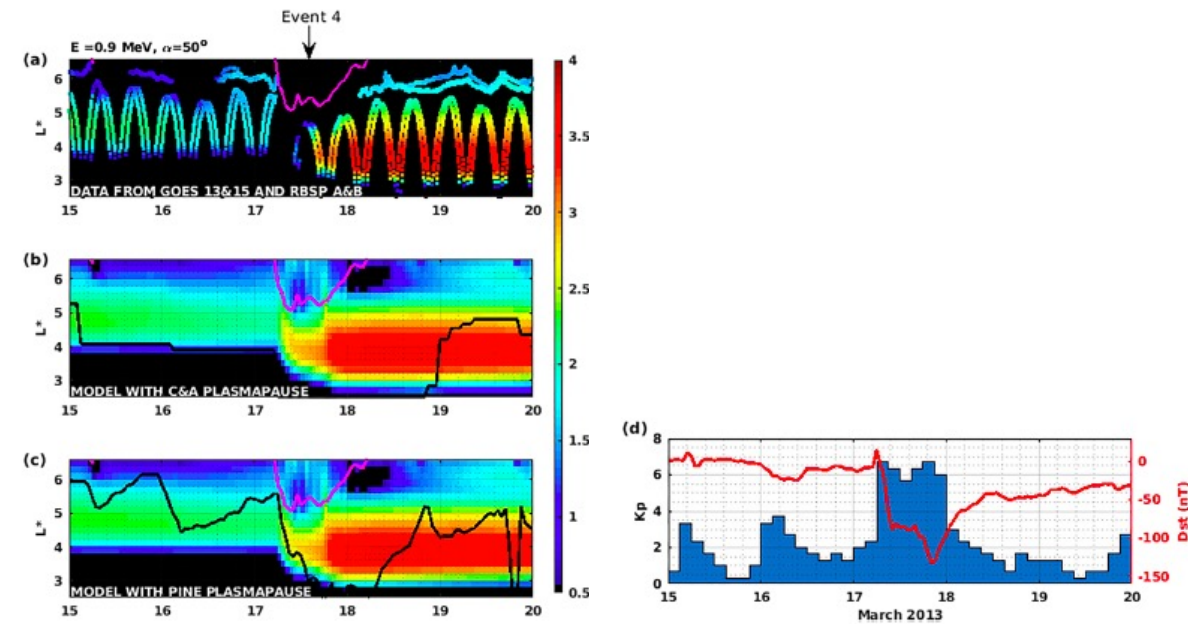 Event 4
E =0.9 MeV, α=50°
(a)
L*
6
5
4
3
DATA FROM GOES 13&15 AND RBSP A&B
15 16 17 18 19 20
(b)
L*
6
5
4
3
MODEL WITH C&A PLASMAPAUSE
15 16 17 18 19 20
(c)
L*
6
5
4
3
MODEL WITH PINE PLASMAPAUSE
15 16 17 18 19 20
4
3.5
3
2.5
2
1.5
1
0.5
(d)
Kp
8
6
4
2
0
0
-50
-100
-150
Dst (nT)
15 16 17 18 19 20
March 2013